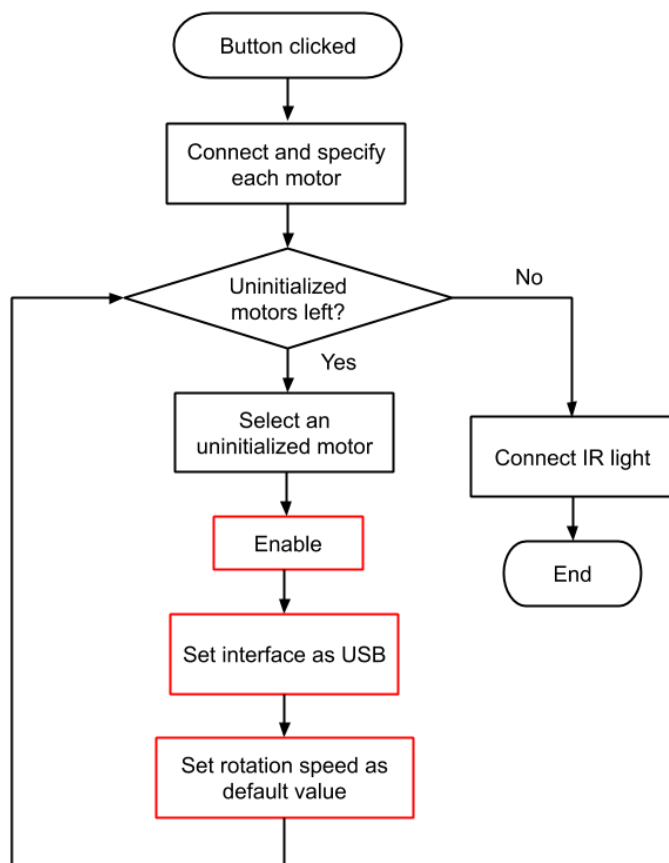 Button clicked
Connect and specify
each motor
Uninitialized
motors left?
No
Yes
Select an
uninitialized motor
Connect IR light
Enable
End
Set interface as USB
Set rotation speed as
default value